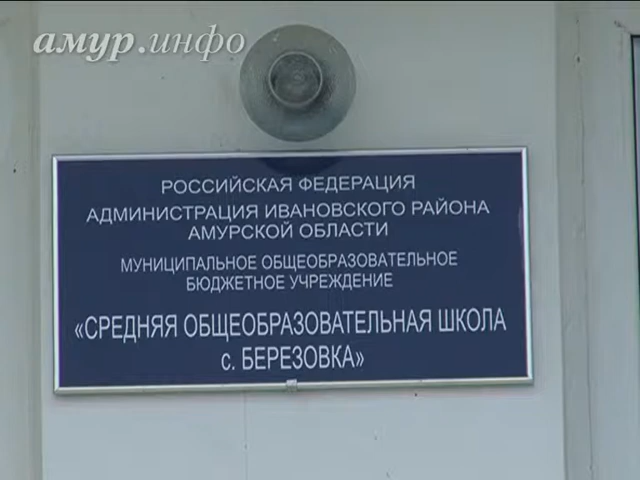 амур.инфо
РОССИЙСКАЯ ФЕДЕРАЦИЯ
АДМИНИСТРАЦИЯ ИВАНОВСКОГО РАЙОНА
АМУРСКОЙ ОБЛАСТИ
МУНИЦИПАЛЬНОЕ ОБЩЕОБРАЗОВАТЕЛЬНОЕ
БЮДЖЕТНОЕ УЧРЕЖДЕНИЕ
«СРЕДНЯЯ ОБЩЕОБРАЗОВАТЕЛЬНАЯ ШКОЛА
с. БЕРЕЗОВКА»